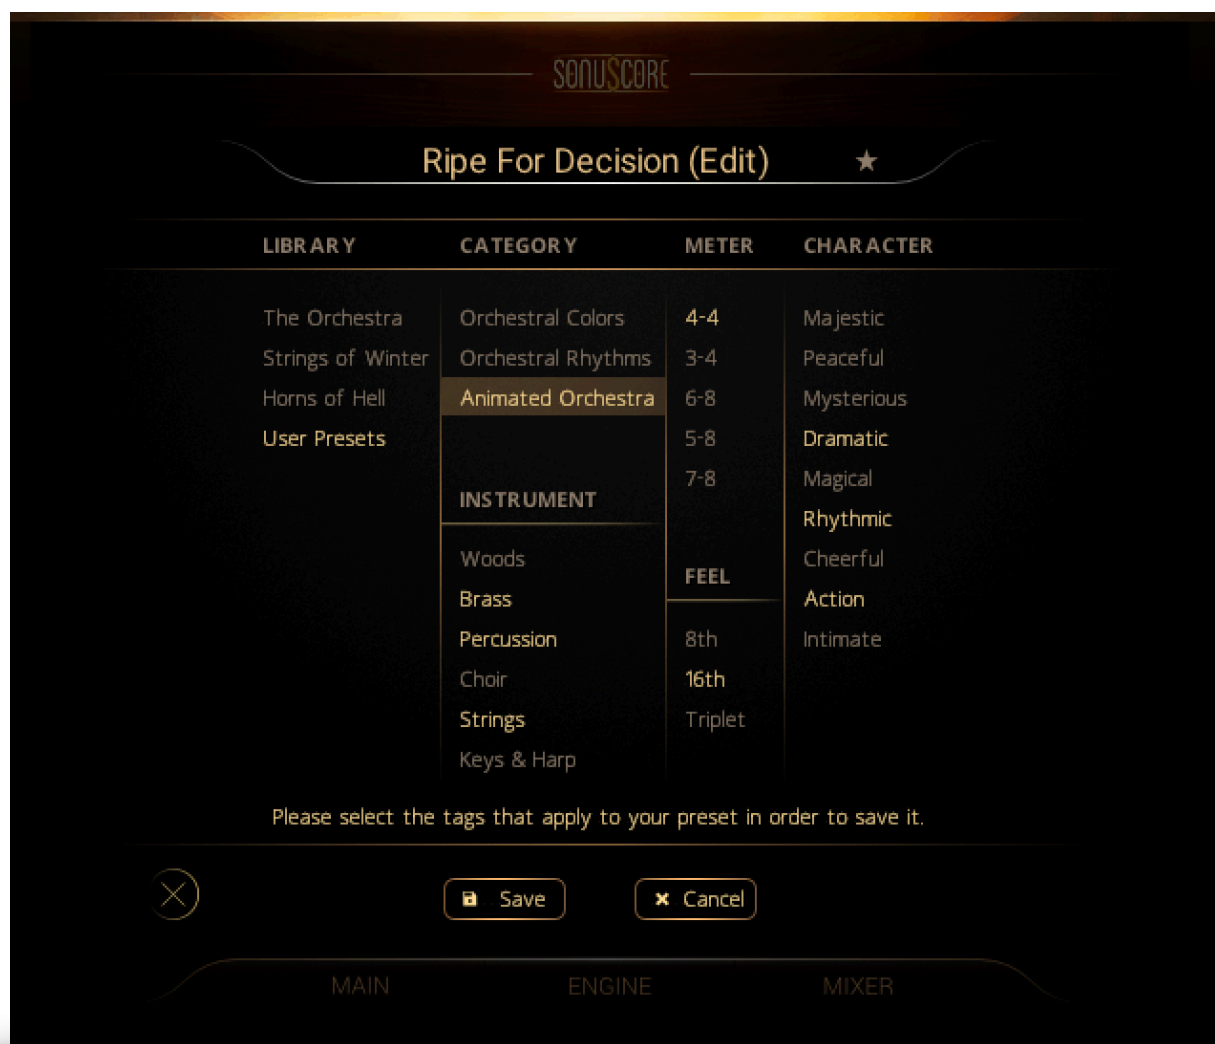 SONUSCORE
Ripe For Decision (Edit) ★
LIBRARY CATEGORY METER CHARACTER
The Orchestra Orchestral Colors 4-4 Majestic
Strings of Winter Orchestral Rhythms 3-4 Peaceful
Horns of Hell Animated Orchestra 6-8 Mysterious
User Presets 5-8 Dramatic
7-8 Magical
INSTRUMENT
Rhythmic
Woods Cheerful
FEEL
Brass Action
Percussion 8th Intimate
Choir 16th
Strings Triplet
Keys & Harp
Please select the tags that apply to your preset in order to save it.
Save Cancel
MAIN ENGINE MIXER